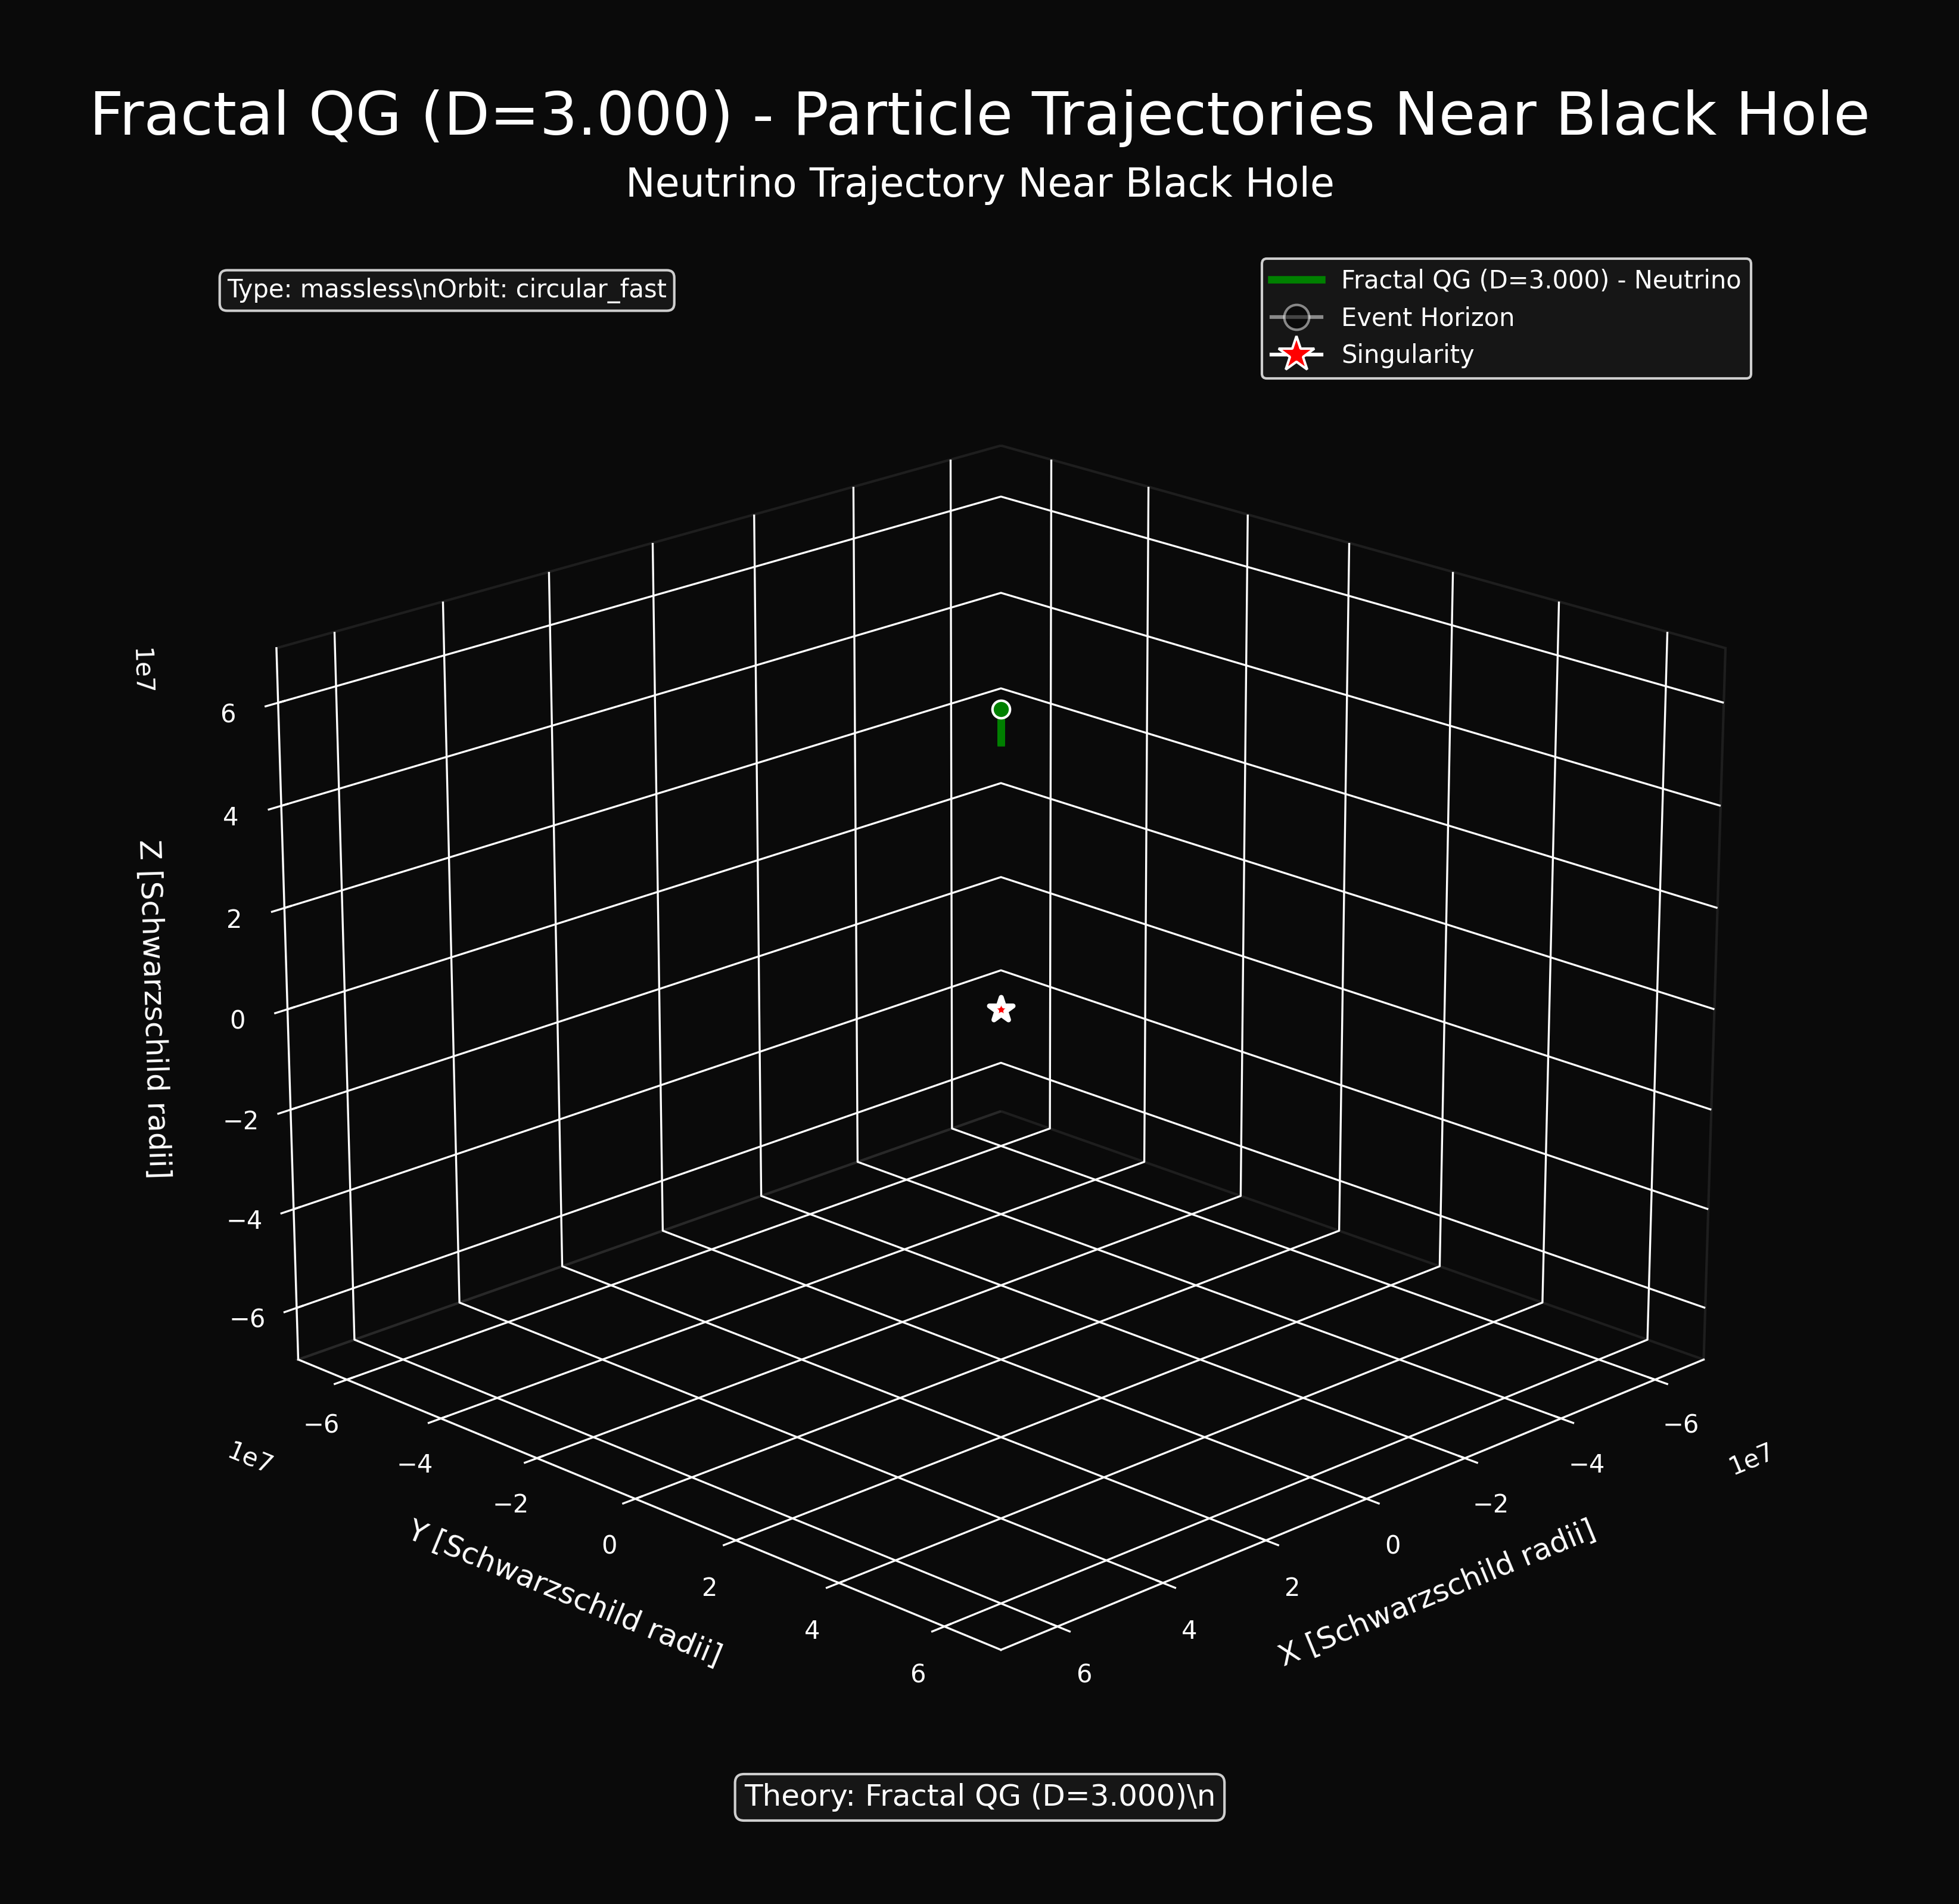 Fractal QG (D=3.000) - Particle Trajectories Near Black Hole
Neutrino Trajectory Near Black Hole
Type: massless\nOrbit: circular_fast
Fractal QG (D=3.000) - Neutrino
Event Horizon
Singularity
1e7
6
4
2
0
−2
−4
−6
Z [Schwarzschild radii]
1e7
−6
−4
−2
0
2
4
6
Y [Schwarzschild radii]
1e7
−6
−4
−2
0
2
4
6
X [Schwarzschild radii]
Theory: Fractal QG (D=3.000)\n